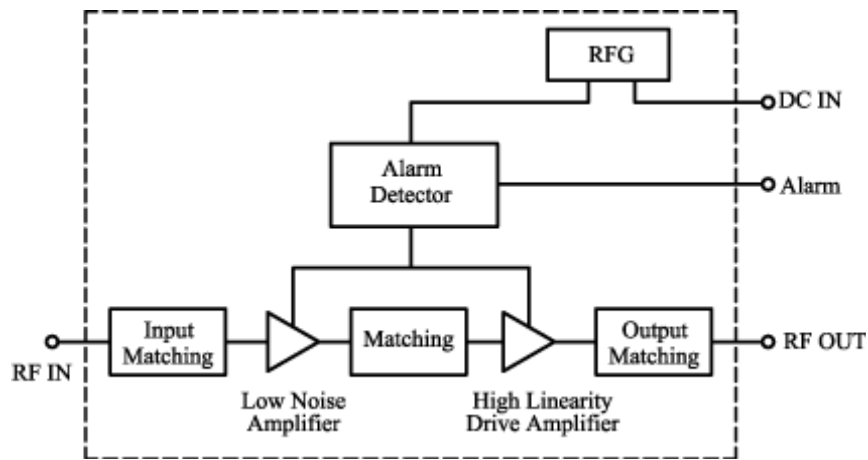 RFG
DC IN
Alarm
Detector
Alarm
Input
Matching
Matching
Output
Matching
RF IN
RF OUT
Low Noise
Amplifier
High Linearity
Drive Amplifier